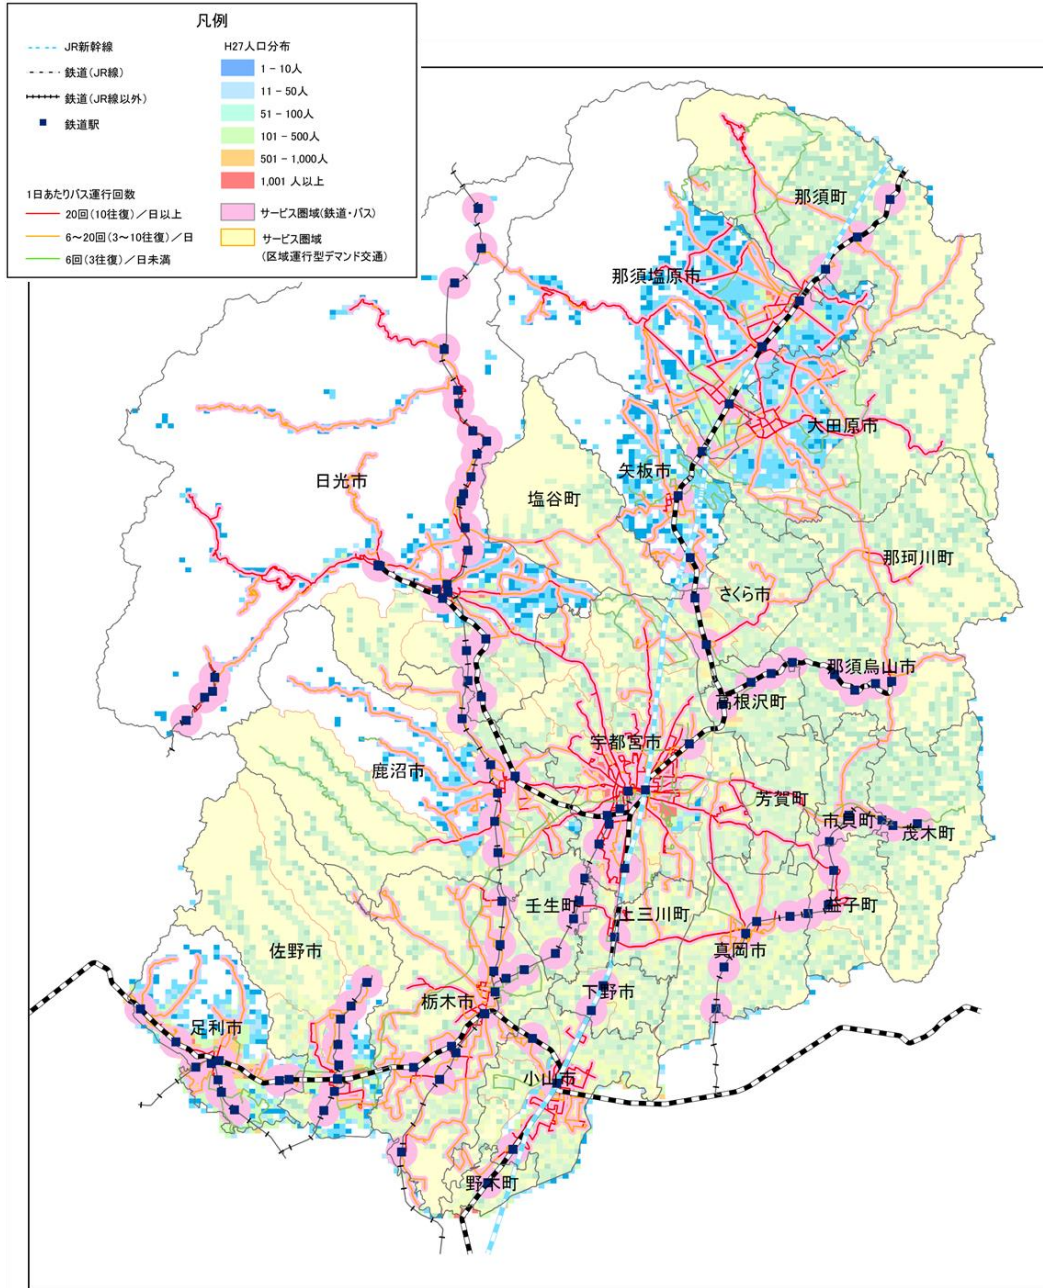 凡例
JR新幹線
鉄道（JR線）
鉄道（JR線以外）
鉄道駅
1日あたりバス運行回数
20回（10往復）／日以上
6～20回（3～10往復）／日
6回（3往復）／日未満
H27人口分布
1 － 10人
11 － 50人
51 － 100人
101 － 500人
501 － 1,000人
1,001 人以上
サービス圏域（鉄道・バス）
サービス圏域
（区域運行型デマンド交通）
那須町
那須塩原市
大田原市
矢板市
日光市
塩谷町
那珂川町
さくら市
那須烏山市
高根沢町
宇都宮市
鹿沼市
芳賀町
市貝町
茂木町
壬生町
上三川町
益子町
真岡市
佐野市
下野市
栃木市
足利市
小山市
野木町